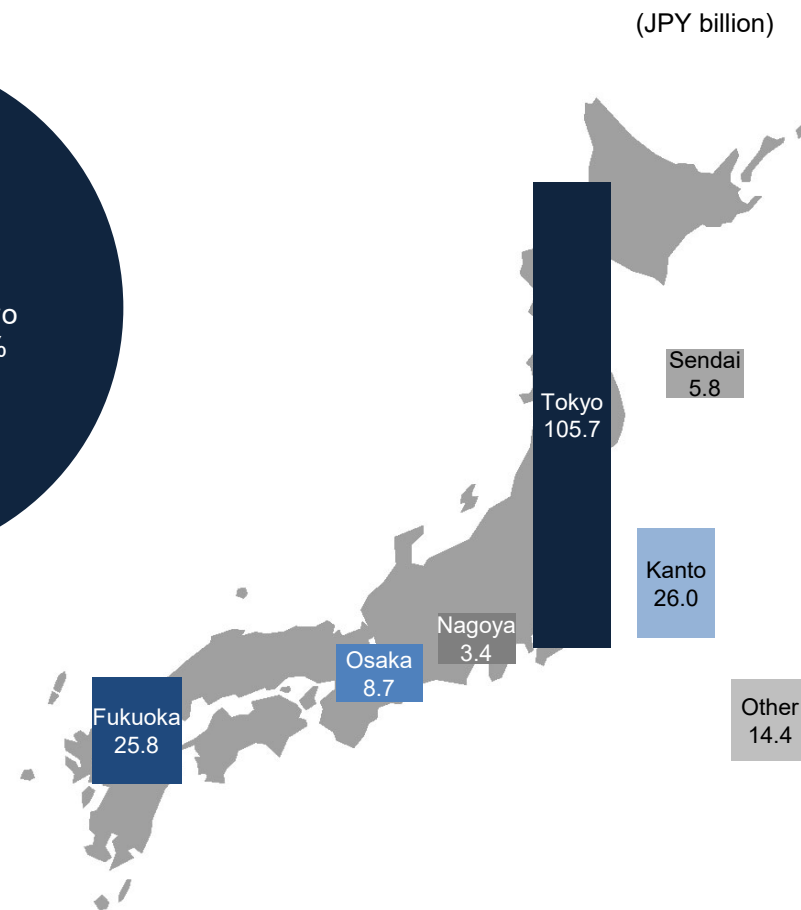 (JPY billion)
o
%
Sendai
5.8
Tokyo
105.7
Kanto
26.0
Nagoya
3.4
Osaka
8.7
Fukuoka
25.8
Other
14.4